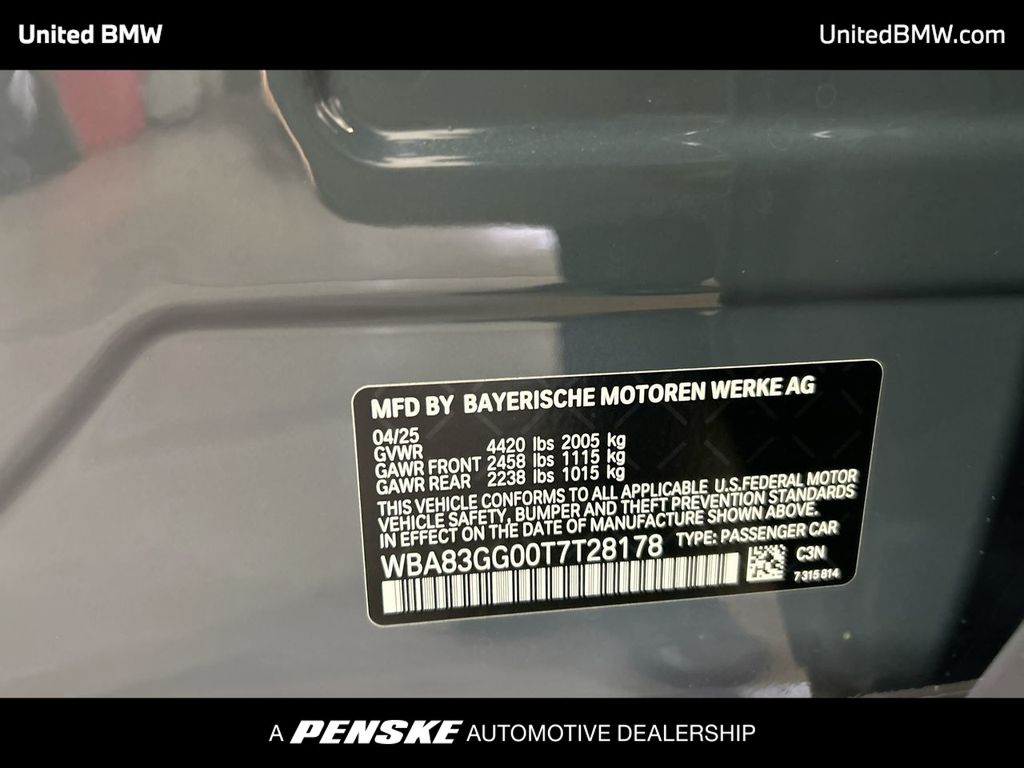 United BMW
UnitedBMW.com
MFD BY BAYERISCHE MOTOREN WERKE AG
04/25
GVWR 4420 lbs 2005 kg
GAWR FRONT 2458 lbs 1115 kg
GAWR REAR 2238 lbs 1015 kg
THIS VEHICLE CONFORMS TO ALL APPLICABLE U.S.FEDERAL MOTOR
VEHICLE SAFETY, BUMPER AND THEFT PREVENTION STANDARDS
IN EFFECT ON THE DATE OF MANUFACTURE SHOWN ABOVE.
WBA83GG00T7T28178 TYPE: PASSENGER CAR
C3N
7 315 814
A PENSKE AUTOMOTIVE DEALERSHIP